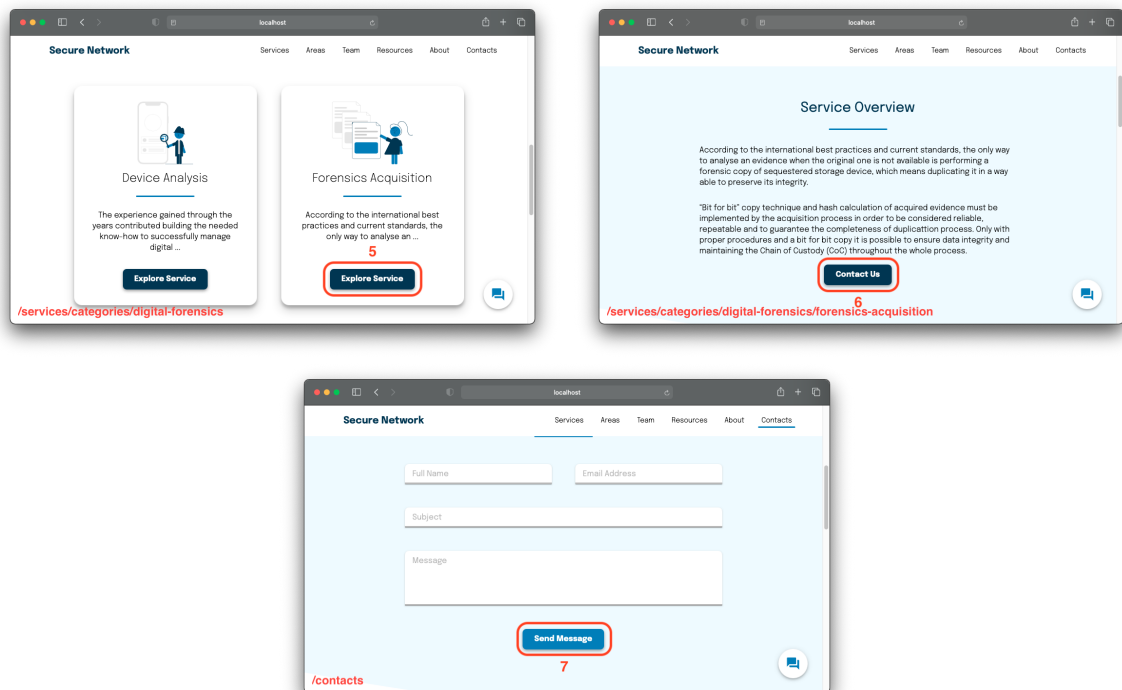 localhost
Secure Network
Services Areas Team Resources About Contacts
Device Analysis
The experience gained through the
years contributed building the needed
know-how to successfully manage
digital ...
Explore Service
Forensics Acquisition
According to the international best
practices and current standards, the
only way to analyse an ...
5
Explore Service
/services/categories/digital-forensics
localhost
Secure Network
Services Areas Team Resources About Contacts
Service Overview
According to the international best practices and current standards, the only way
to analyse an evidence when the original one is not available is performing a
forensic copy of sequestered storage device, which means duplicating it in a way
able to preserve its integrity.
"Bit for bit" copy technique and hash calculation of acquired evidence must be
implemented by the acquisition process in order to be considered reliable,
repeatable and to guarantee the completeness of duplicattion process. Only with
proper procedures and a bit for bit copy it is possible to ensure data integrity and
maintaining the Chain of Custody (CoC) throughout the whole process.
Contact Us
6
/services/categories/digital-forensics/forensics-acquisition
localhost
Secure Network
Services Areas Team Resources About Contacts
Full Name
Email Address
Subject
Message
Send Message
7
/contacts